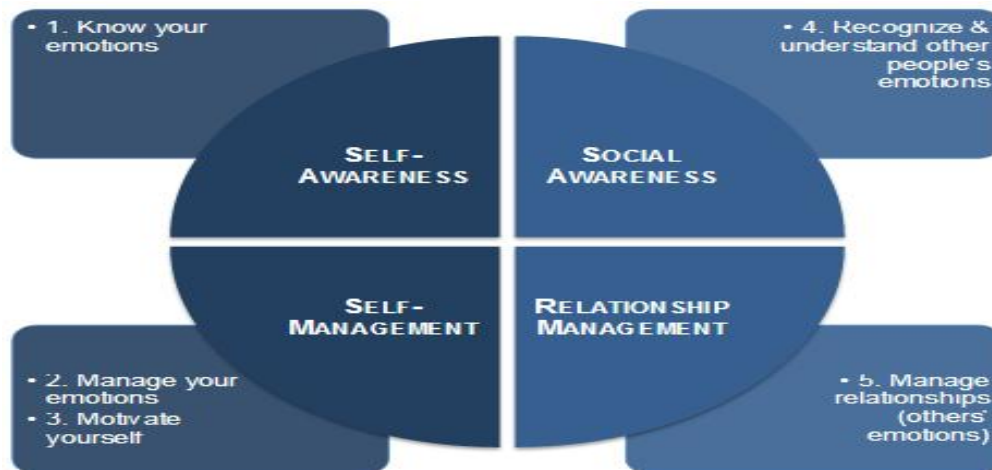 • 1. Know your
emotions
• 4. Recognize &
understand other
people's
emotions
SELF-
AWARENESS
SOCIAL
AWARENESS
SELF-
MANAGEMENT
RELATIONSHIP
MANAGEMENT
• 2. Manage your
emotions
• 3. Motivate
yourself
• 5. Manage
relationships
(others'
emotions)